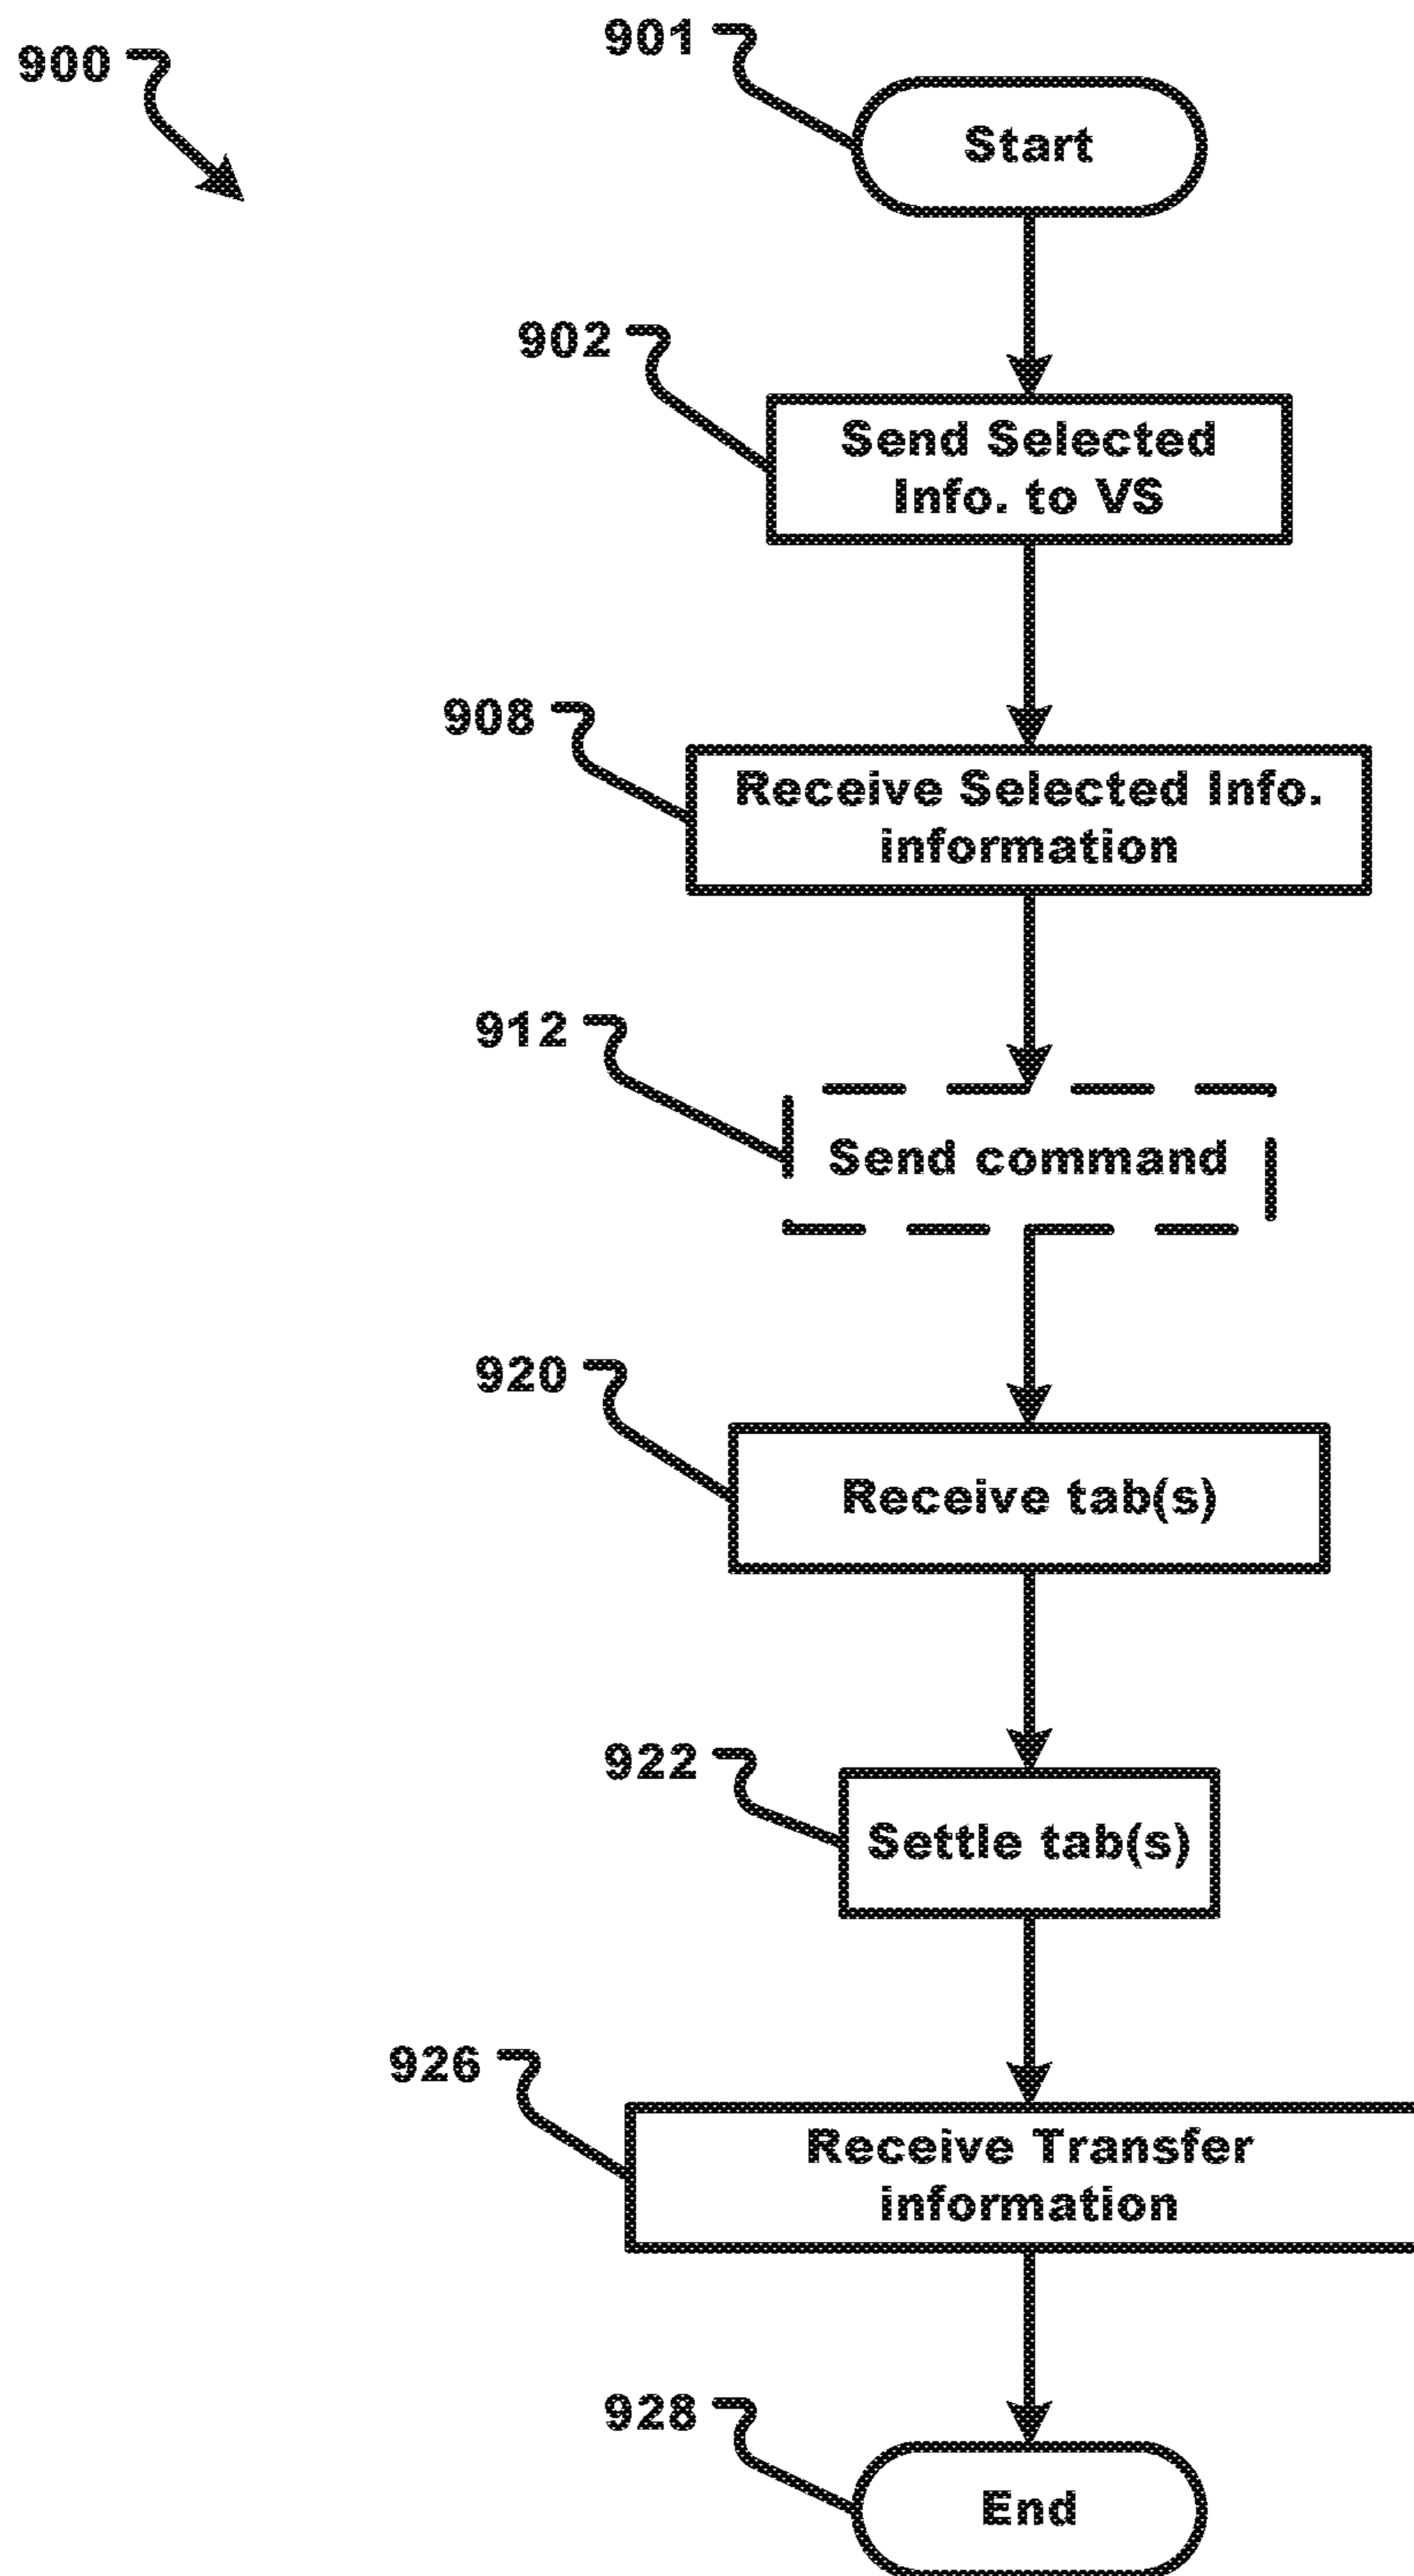 900
901
Start
902
Send Selected
Info. to VS
908
Receive Selected Info.
information
912
Send command
920
Receive tab(s)
922
Settle tab(s)
926
Receive Transfer
information
928
End